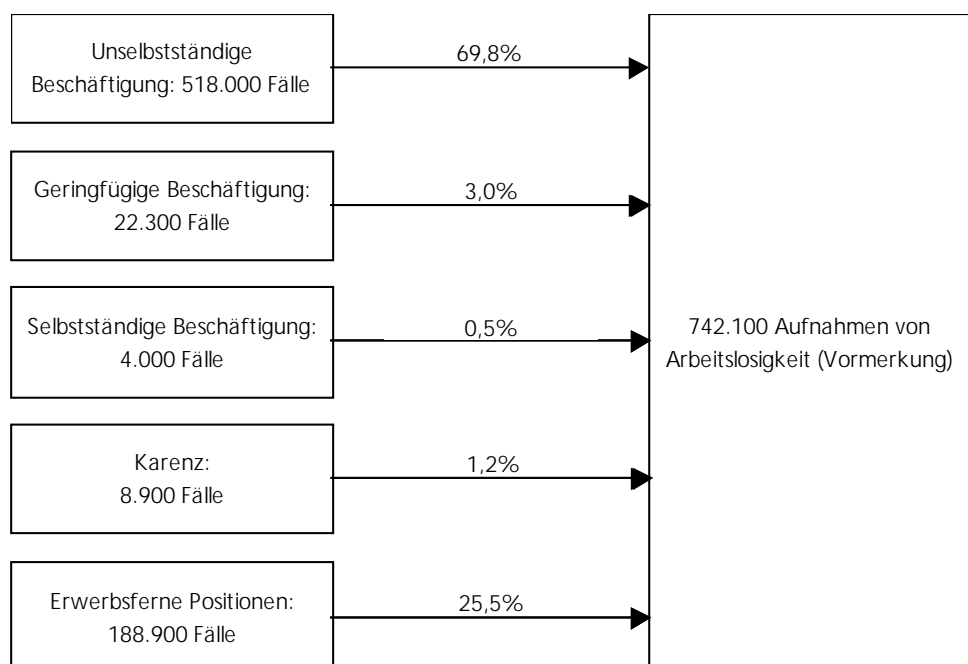 Unselbstständige
Beschäftigung: 518.000 Fälle
69,8%
Geringfügige Beschäftigung:
22.300 Fälle
3,0%
Selbstständige Beschäftigung:
4.000 Fälle
0,5%
742.100 Aufnahmen von
Arbeitslosigkeit (Vormerkung)
Karenz:
8.900 Fälle
1,2%
Erwerbsferne Positionen:
188.900 Fälle
25,5%